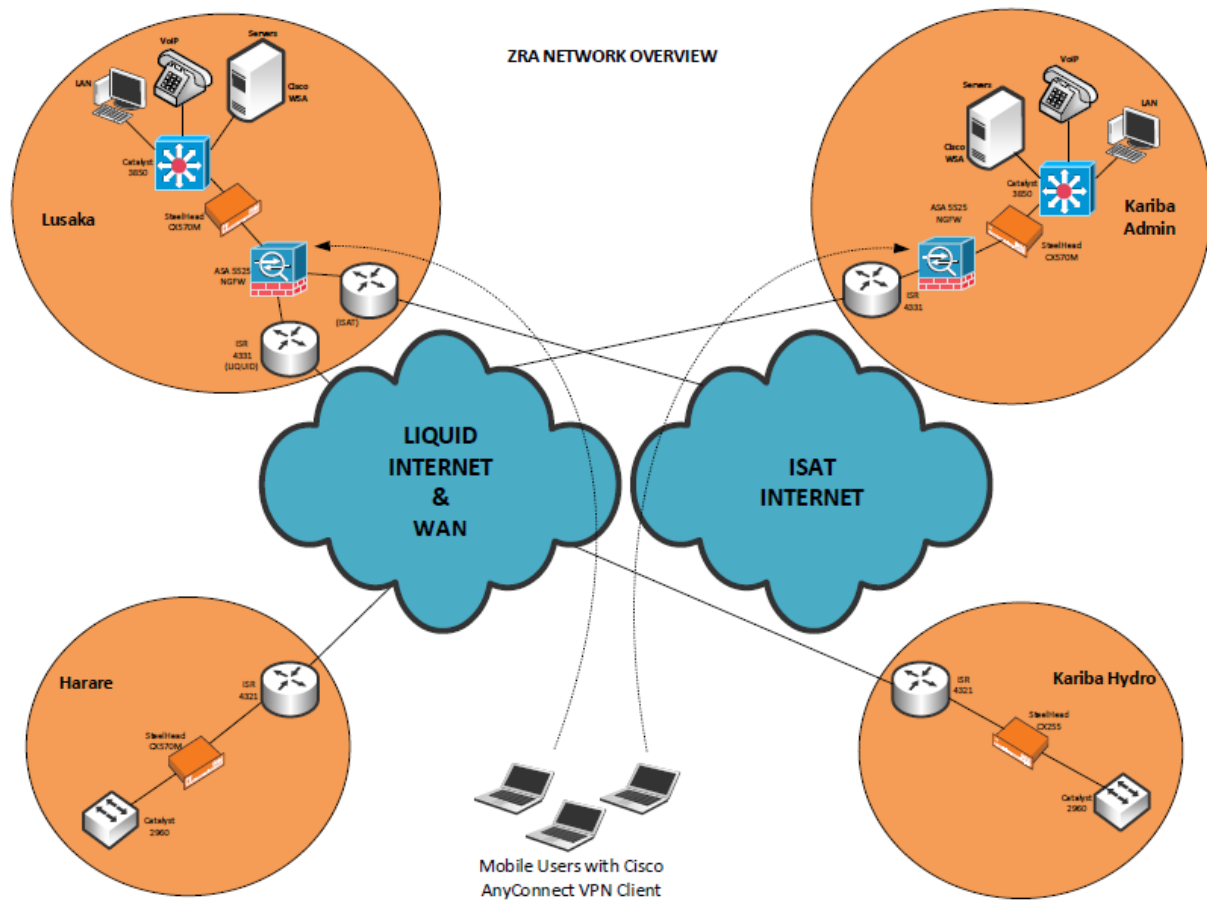 ZRA NETWORK OVERVIEW
VoIP
Servers
LAN
Cisco
WSA
Catalyst
3850
SteelHead
CX570M
Lusaka
ASA 5525
NGFW
(ISAT)
ISR
4331
(LIQUID)
VoIP
Servers
LAN
Cisco
WSA
Catalyst
3850
Kariba
Admin
ASA 5525
NGFW
SteelHead
CX570M
ISR
4331
LIQUID
INTERNET
&
WAN
ISAT
INTERNET
Harare
ISR
4321
SteelHead
CX570M
Catalyst
2960
Kariba Hydro
ISR
4321
SteelHead
CX255
Catalyst
2960
Mobile Users with Cisco
AnyConnect VPN Client